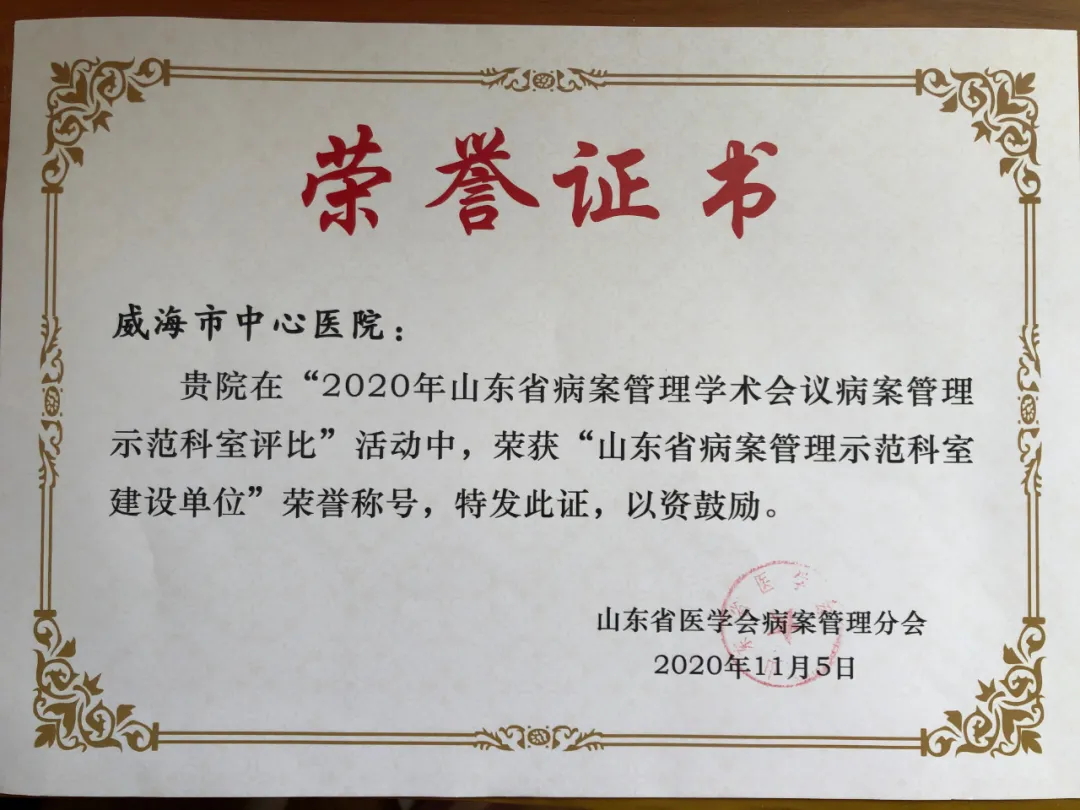 荣誉证书
威海市中心医院：
贵院在“2020年山东省病案管理学术会议病案管理
示范科室评比”活动中，荣获“山东省病案管理示范科室
建设单位”荣誉称号，特发此证，以资鼓励。
山东省医学会病案管理分会
2020年11月5日